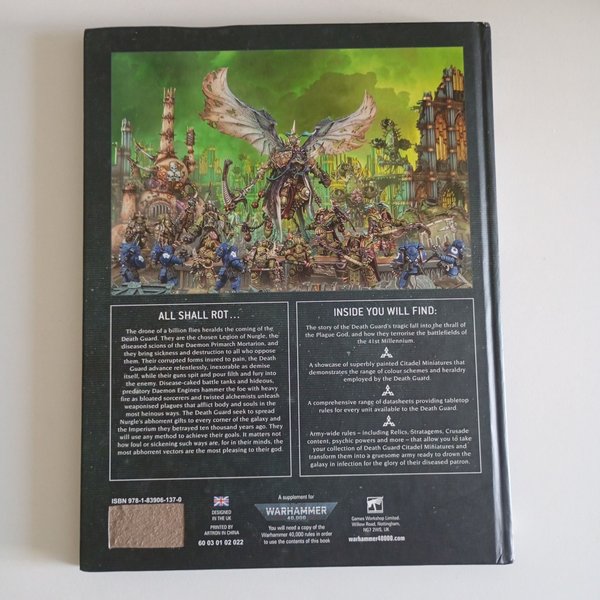 ALL SHALL ROT...
The drone of a billion flies heralds the coming of the
Death Guard. They are the chosen Legion of Nurgle, the
diseased scions of the Daemon Primarch Mortarion, and
they bring sickness and destruction to all who oppose
them. Their corrupted forms inured to pain, the Death
Guard advance relentlessly, inexorable as demise
itself, while their guns spit and pour filth and fury into
the enemy. Disease-caked battle tanks and hideous,
predatory Daemon Engines hammer the foe with heavy
fire as bloated sorcerers and twisted alchemists unleash
weaponised plagues that afflict body and souls in the
most heinous ways. The Death Guard seek to spread
Nurgle's abhorrent gifts to every corner of the galaxy and
the Imperium they betrayed ten thousand years ago. They
will use any method to achieve their goals. It matters not
how foul or sickening such ways are, for in their minds, the
most abhorrent vectors are the most pleasing to their god.
INSIDE YOU WILL FIND:
The story of the Death Guard's tragic fall into the thrall of
the Plague God, and how they terrorise the battlefields of
the 41st Millennium.
A showcase of superbly painted Citadel Miniatures that
demonstrates the range of colour schemes and heraldry
employed by the Death Guard.
A comprehensive range of datasheets providing tabletop
rules for every unit available to the Death Guard.
Army-wide rules – including Relics, Stratagems, Crusade
content, psychic powers and more – that allow you to take
your collection of Death Guard Citadel Miniatures and
transform them into a gruesome army ready to drown the
galaxy in infection for the glory of their diseased patron.
ISBN 978-1-83906-137-0
DESIGNED
IN THE UK
PRINTED BY
ARTRON IN CHINA
60 03 01 02 022
A supplement for
WARHAMMER
40,000
You will need a copy of the
Warhammer 40,000 rules in order
to use the contents of this book
Games Workshop Limited,
Willow Road, Nottingham,
NG7 2WS, UK
warhammer40000.com